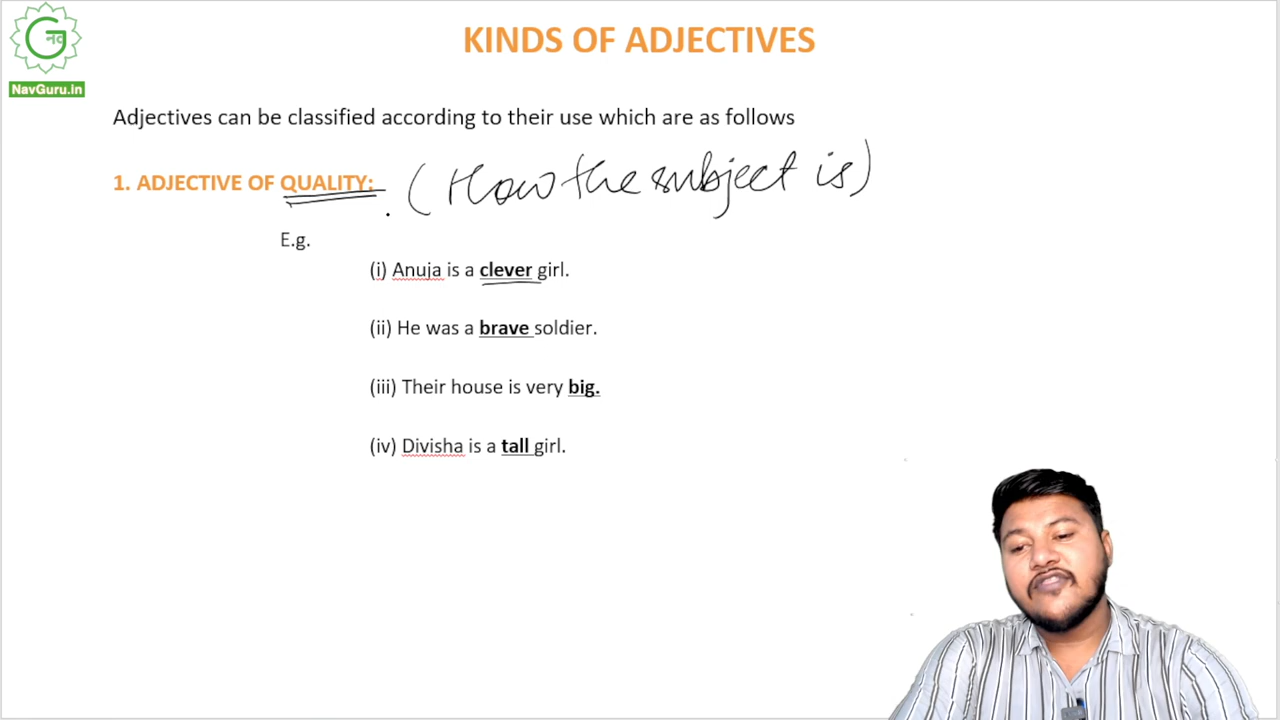 नव
NavGuru.in
KINDS OF ADJECTIVES
Adjectives can be classified according to their use which are as follows
1. ADJECTIVE OF QUALITY: (How the subject is)
E.g.
(i) Anuja is a clever girl.
(ii) He was a brave soldier.
(iii) Their house is very big.
(iv) Divisha is a tall girl.